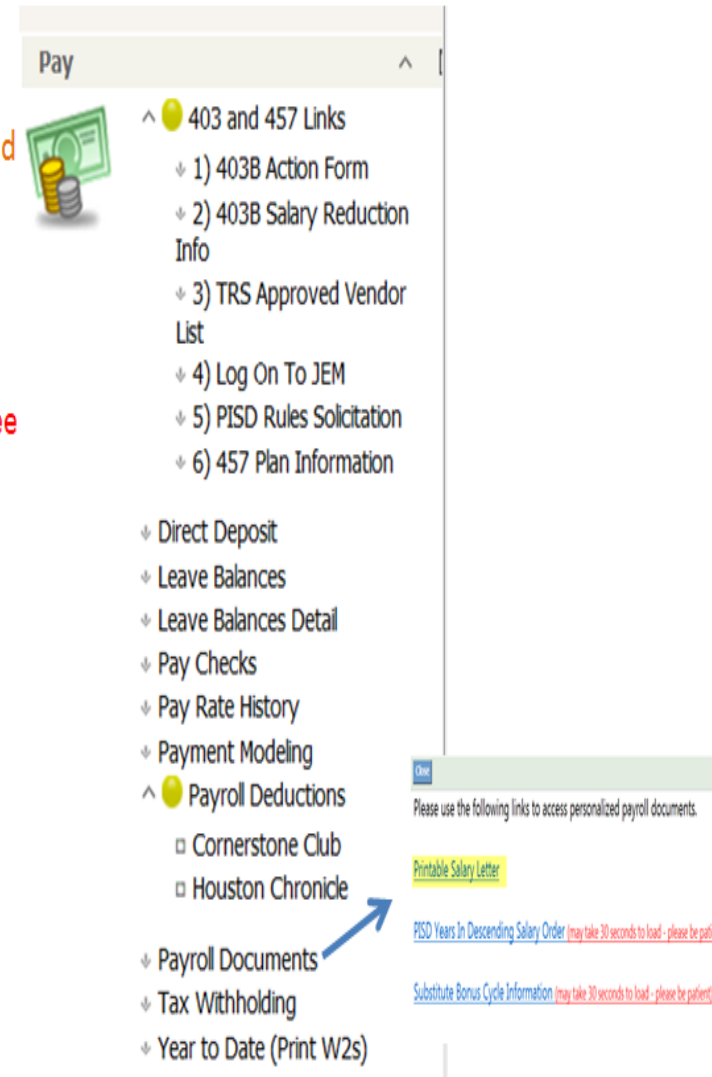 Pay
d
403 and 457 Links
1) 403B Action Form
2) 403B Salary Reduction
Info
3) TRS Approved Vendor
List
4) Log On To JEM
ee
5) PISD Rules Solicitation
6) 457 Plan Information
Direct Deposit
Leave Balances
Leave Balances Detail
Pay Checks
Pay Rate History
Payment Modeling
Payroll Deductions
Cornerstone Club
Houston Chronicle
Payroll Documents
Tax Withholding
Year to Date (Print W2s)
Close
Please use the following links to access personalized payroll documents.
Printable Salary Letter
PISD Years In Descending Salary Order (may take 30 seconds to load - please be pati
Substitute Bonus Cycle Information (may take 30 seconds to load - please be patient)